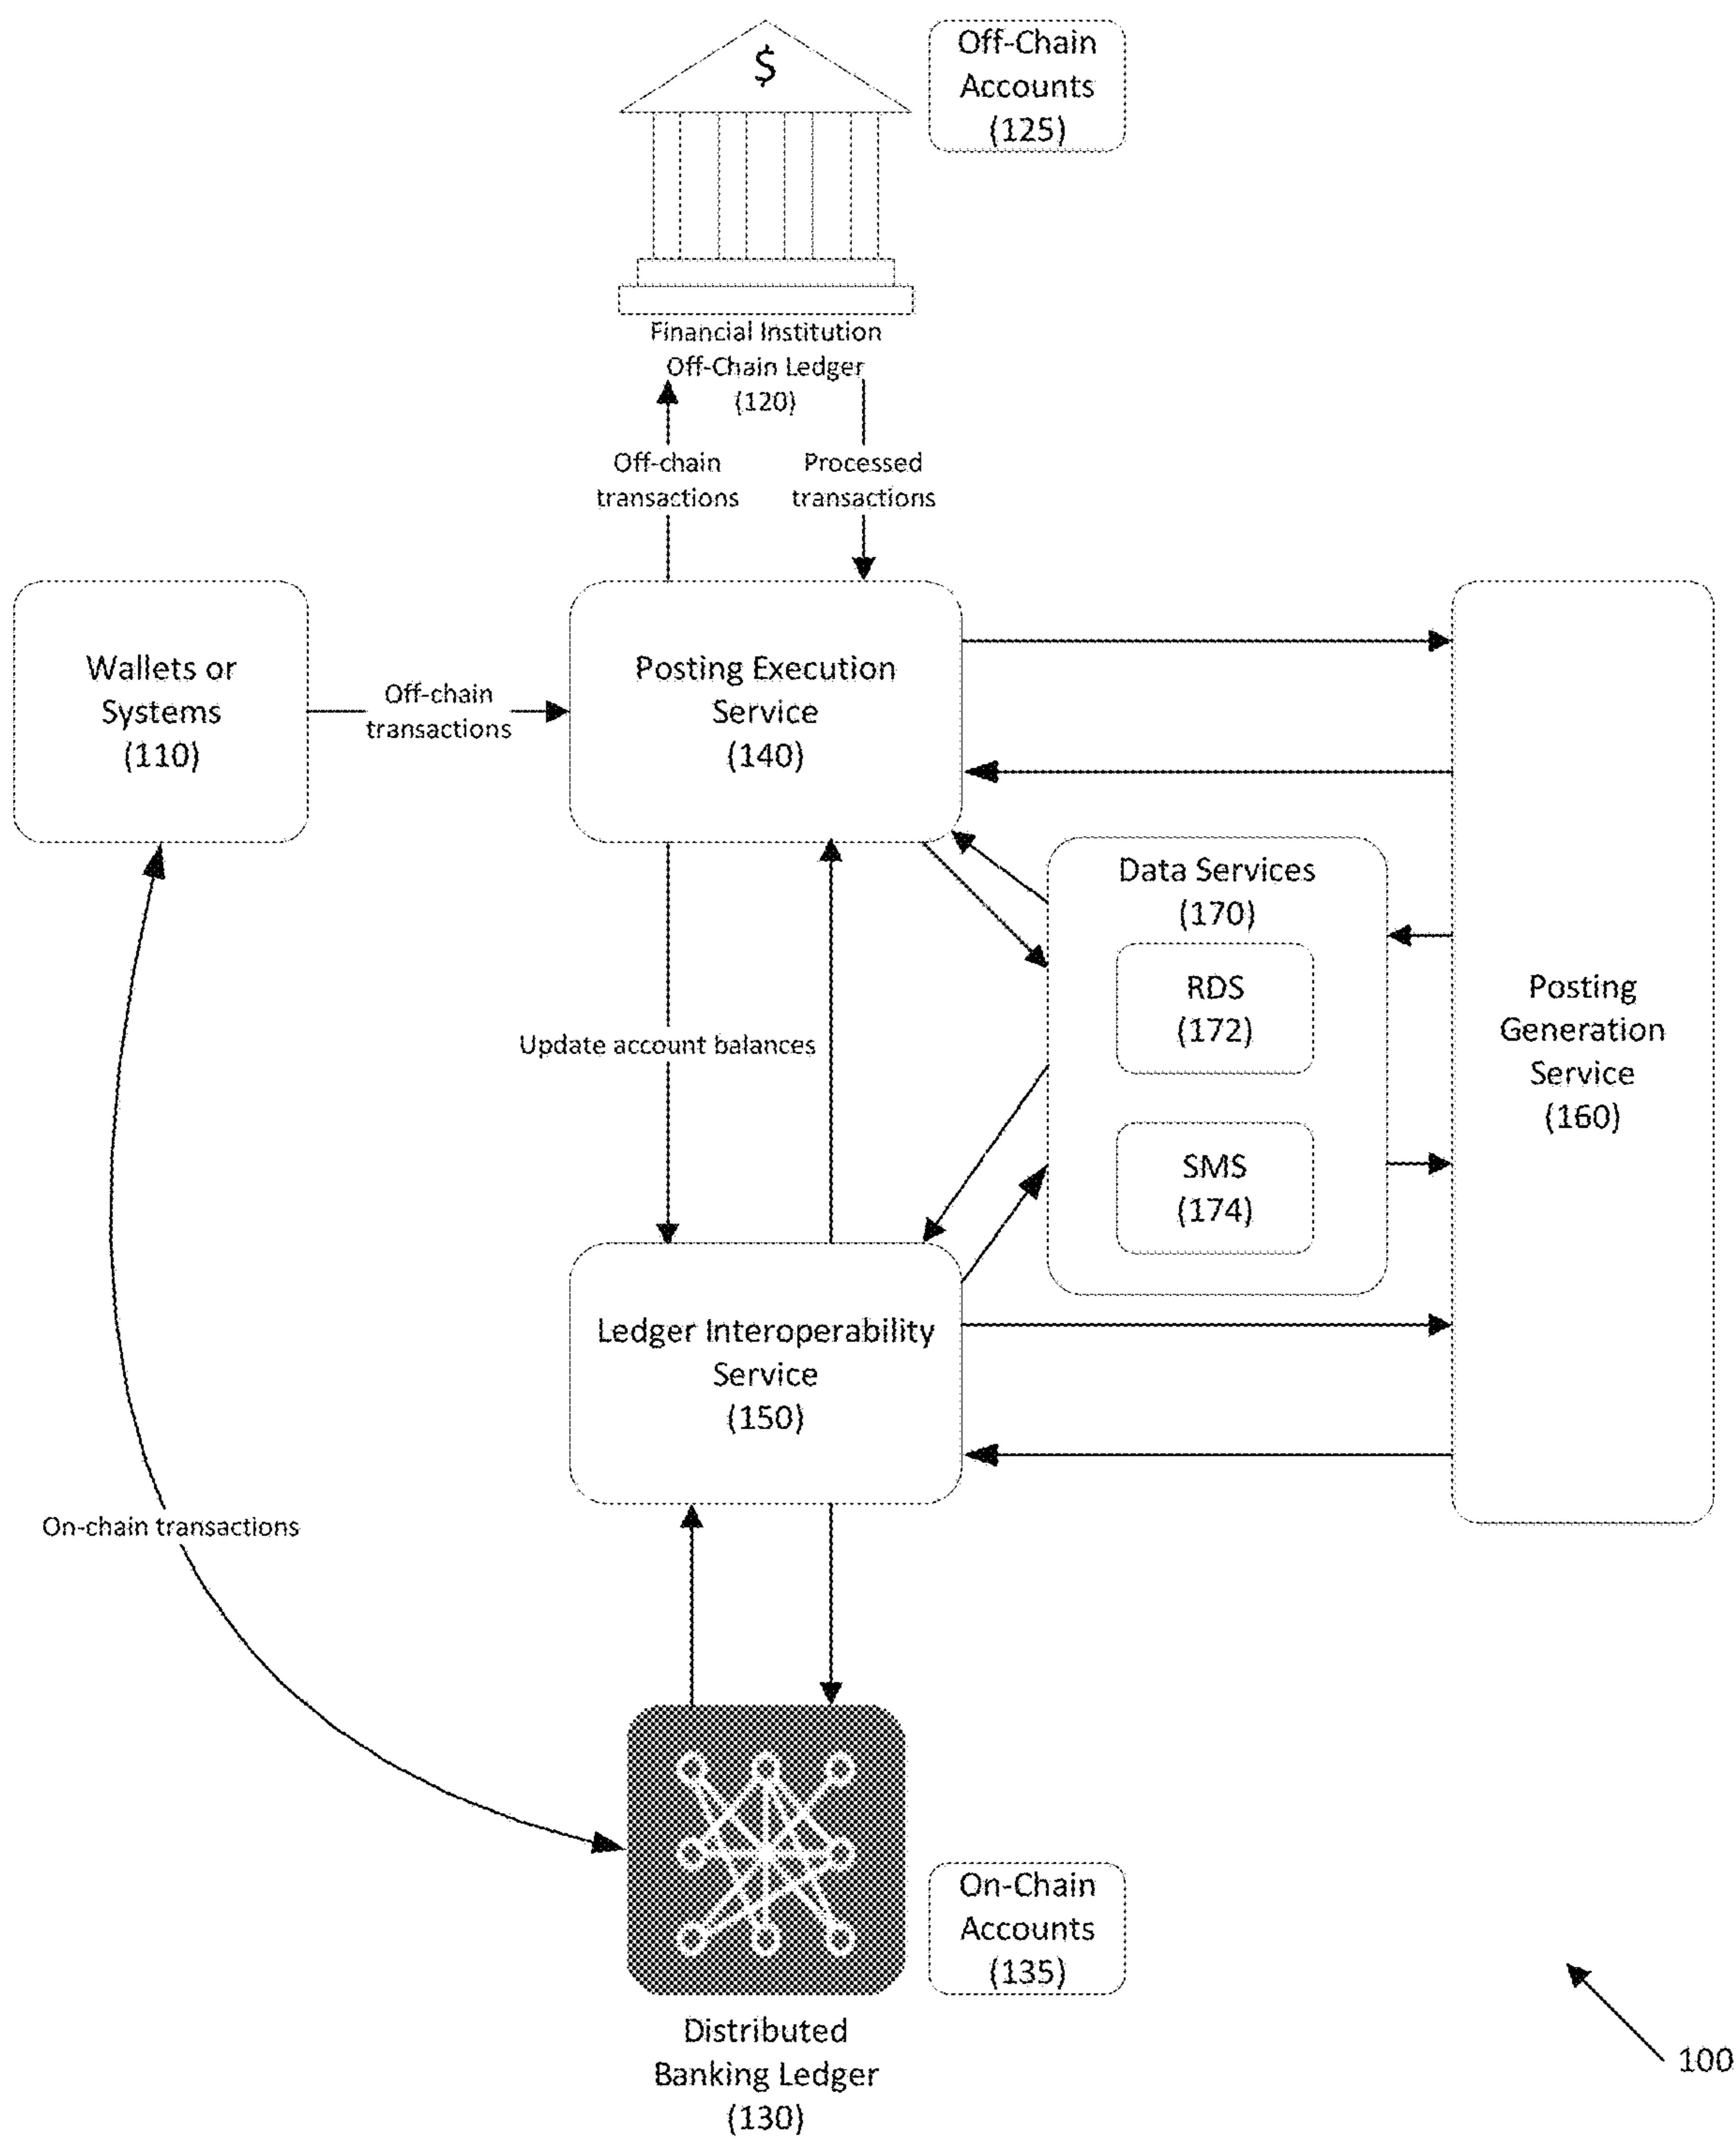 $
Off-Chain
Accounts
(125)
Financial Institution
Off-Chain Ledger
(120)
Off-chain
transactions
Processed
transactions
Wallets or
Systems
(110)
Off-chain
transactions
Posting Execution
Service
(140)
Data Services
(170)
RDS
(172)
SMS
(174)
Posting
Generation
Service
(160)
Update account balances
Ledger Interoperability
Service
(150)
On-chain transactions
On-Chain
Accounts
(135)
Distributed
Banking Ledger
(130)
100